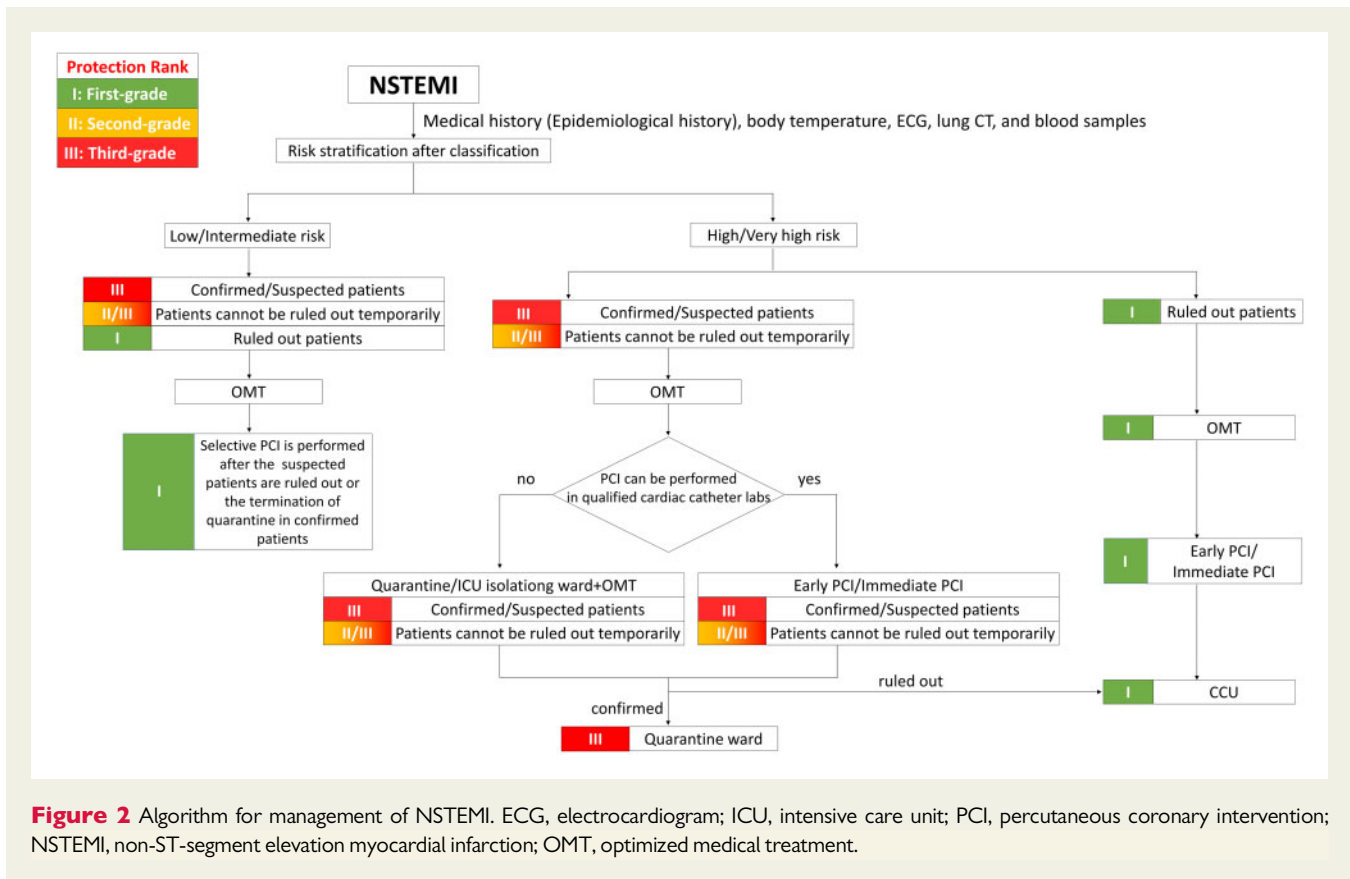 Protection Rank
I: First-grade
II: Second-grade
III: Third-grade
NSTEMI
Medical history (Epidemiological history), body temperature, ECG, lung CT, and blood samples
Risk stratification after classification
Low/Intermediate risk
High/Very high risk
III Confirmed/Suspected patients
II/III Patients cannot be ruled out temporarily
I Ruled out patients
III Confirmed/Suspected patients
II/III Patients cannot be ruled out temporarily
I Ruled out patients
OMT
OMT
I OMT
I
Selective PCI is performed
after the suspected
patients are ruled out or
the termination of
quarantine in confirmed
patients
no
PCI can be performed
in qualified cardiac catheter labs
yes
I
Early PCI/
Immediate PCI
Quarantine/ICU isolationg ward+OMT
III Confirmed/Suspected patients
II/III Patients cannot be ruled out temporarily
Early PCI/Immediate PCI
III Confirmed/Suspected patients
II/III Patients cannot be ruled out temporarily
ruled out
I CCU
confirmed
III Quarantine ward
Figure 2 Algorithm for management of NSTEMI. ECG, electrocardiogram; ICU, intensive care unit; PCI, percutaneous coronary intervention;
NSTEMI, non-ST-segment elevation myocardial infarction; OMT, optimized medical treatment.